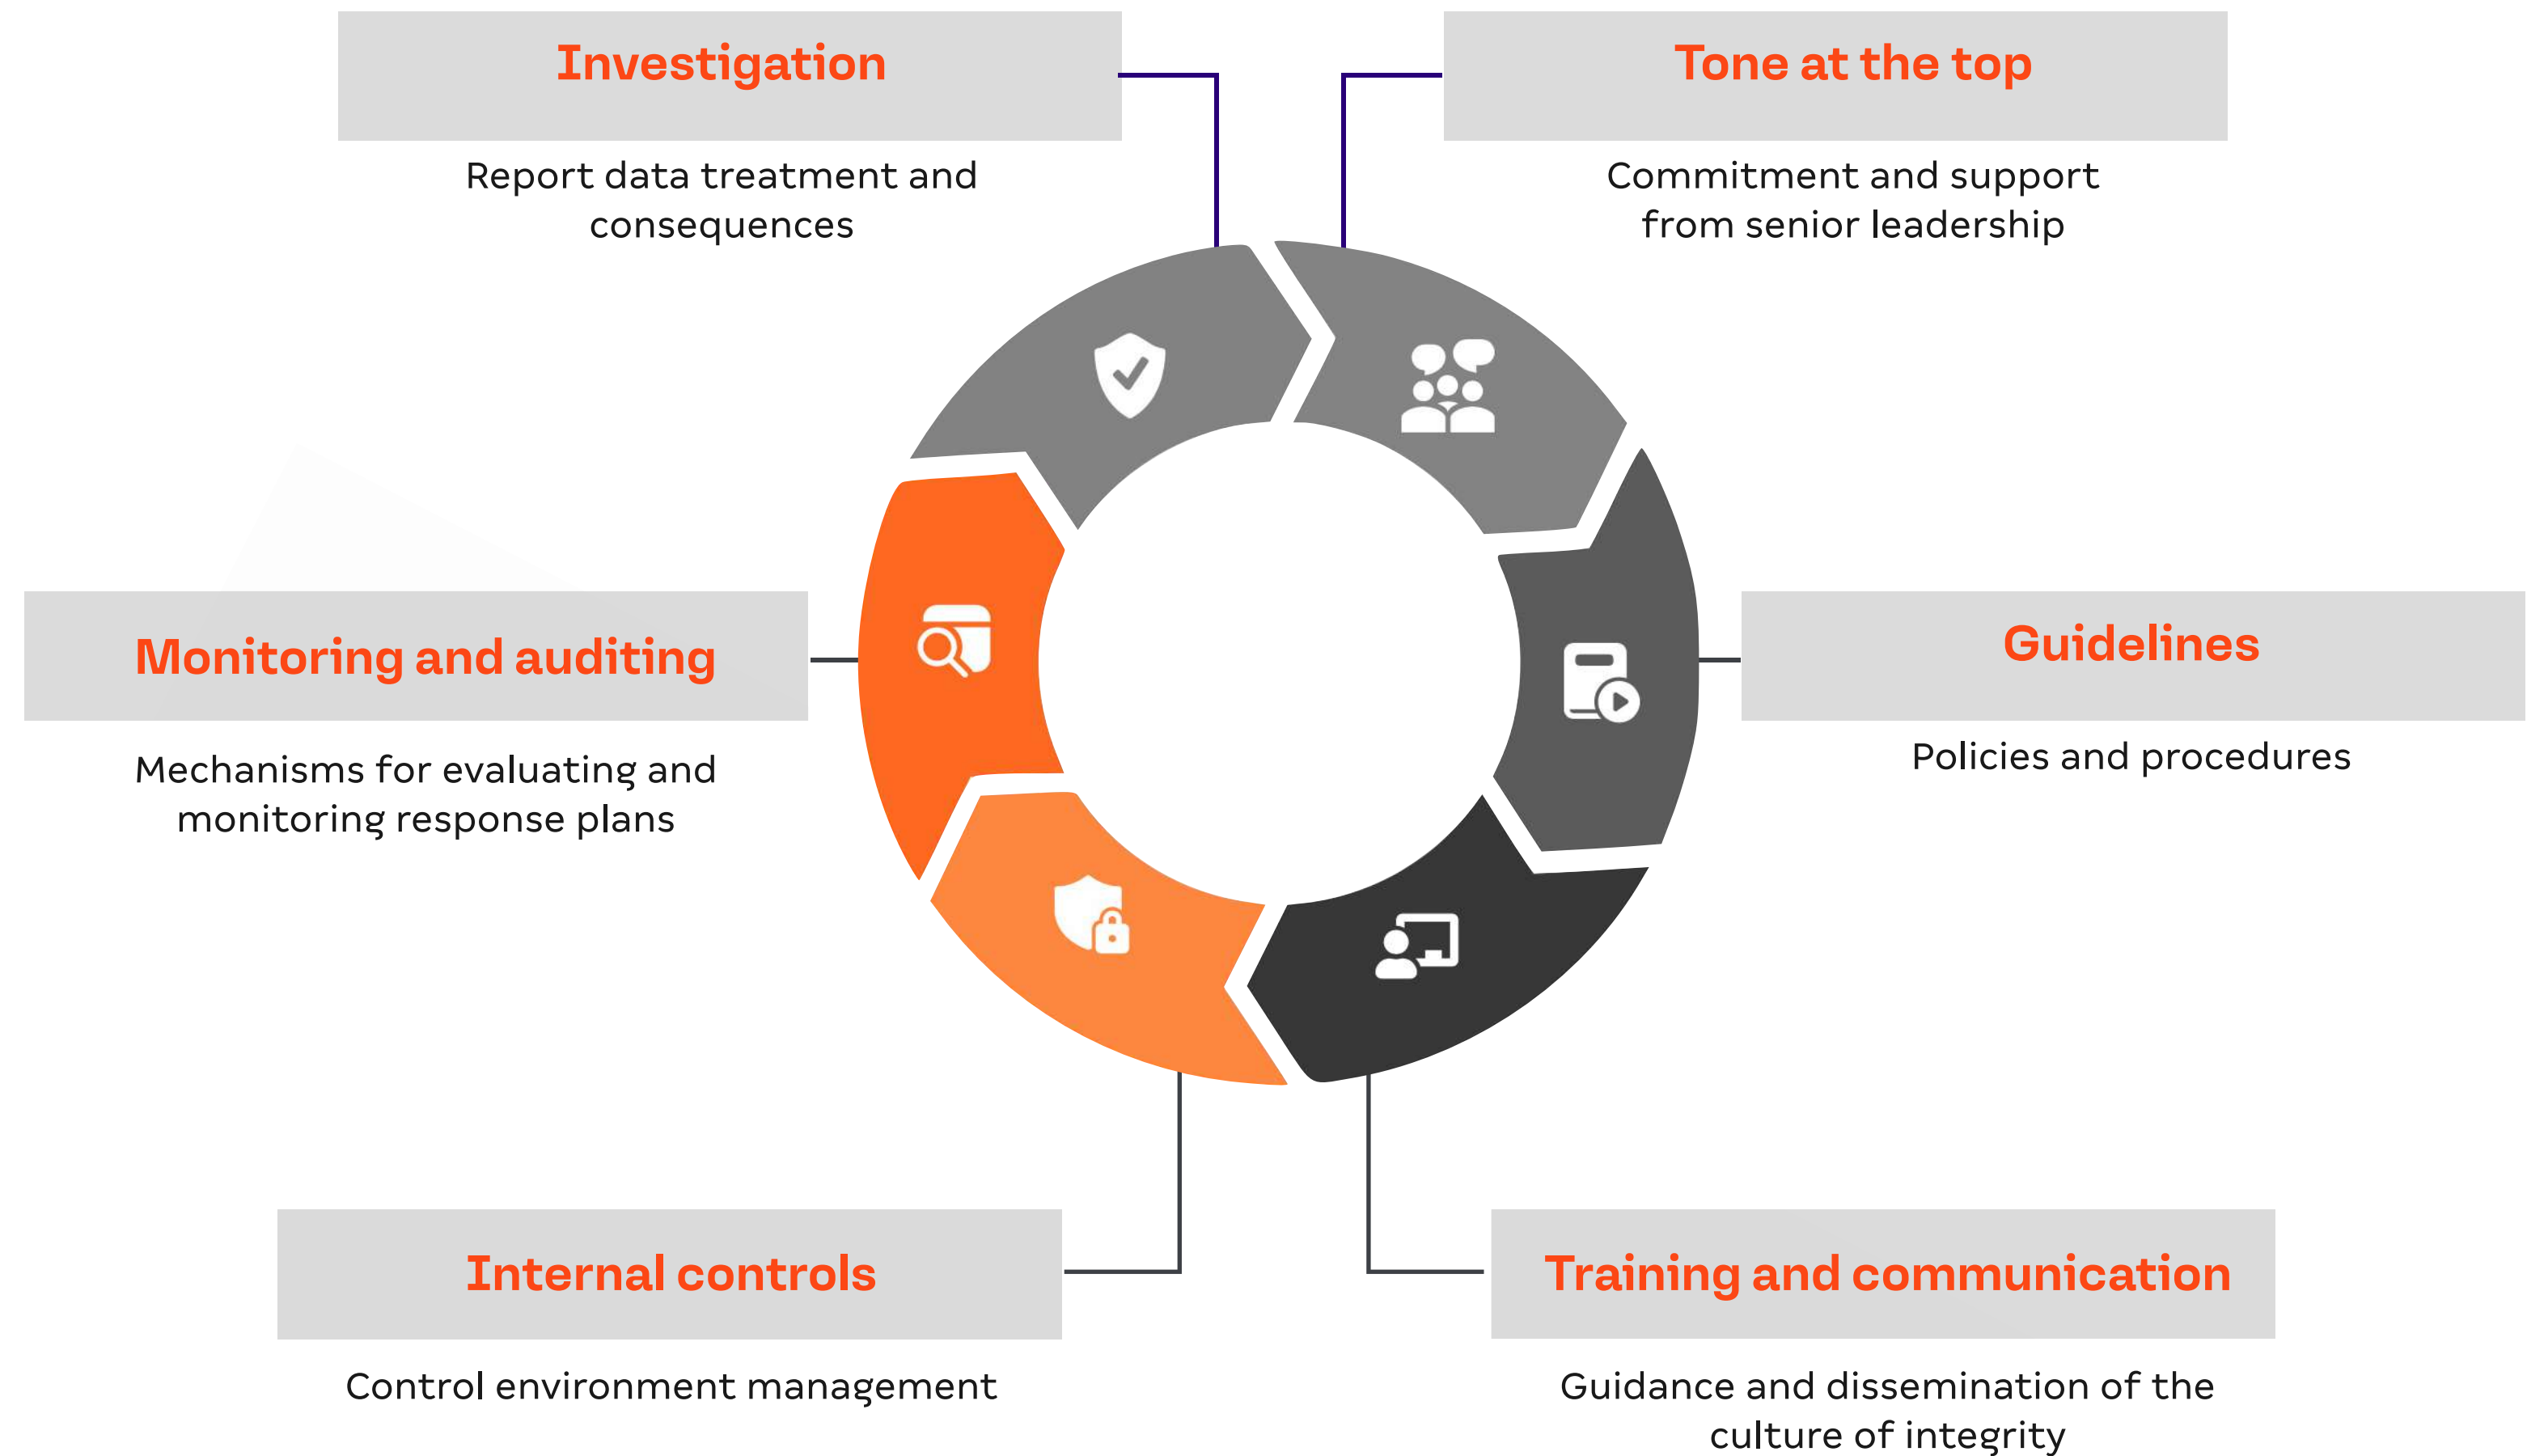 Investigation
Report data treatment and
consequences
Tone at the top
Commitment and support
from senior leadership
Monitoring and auditing
Mechanisms for evaluating and
monitoring response plans
Guidelines
Policies and procedures
Internal controls
Control environment management
Training and communication
Guidance and dissemination of the
culture of integrity